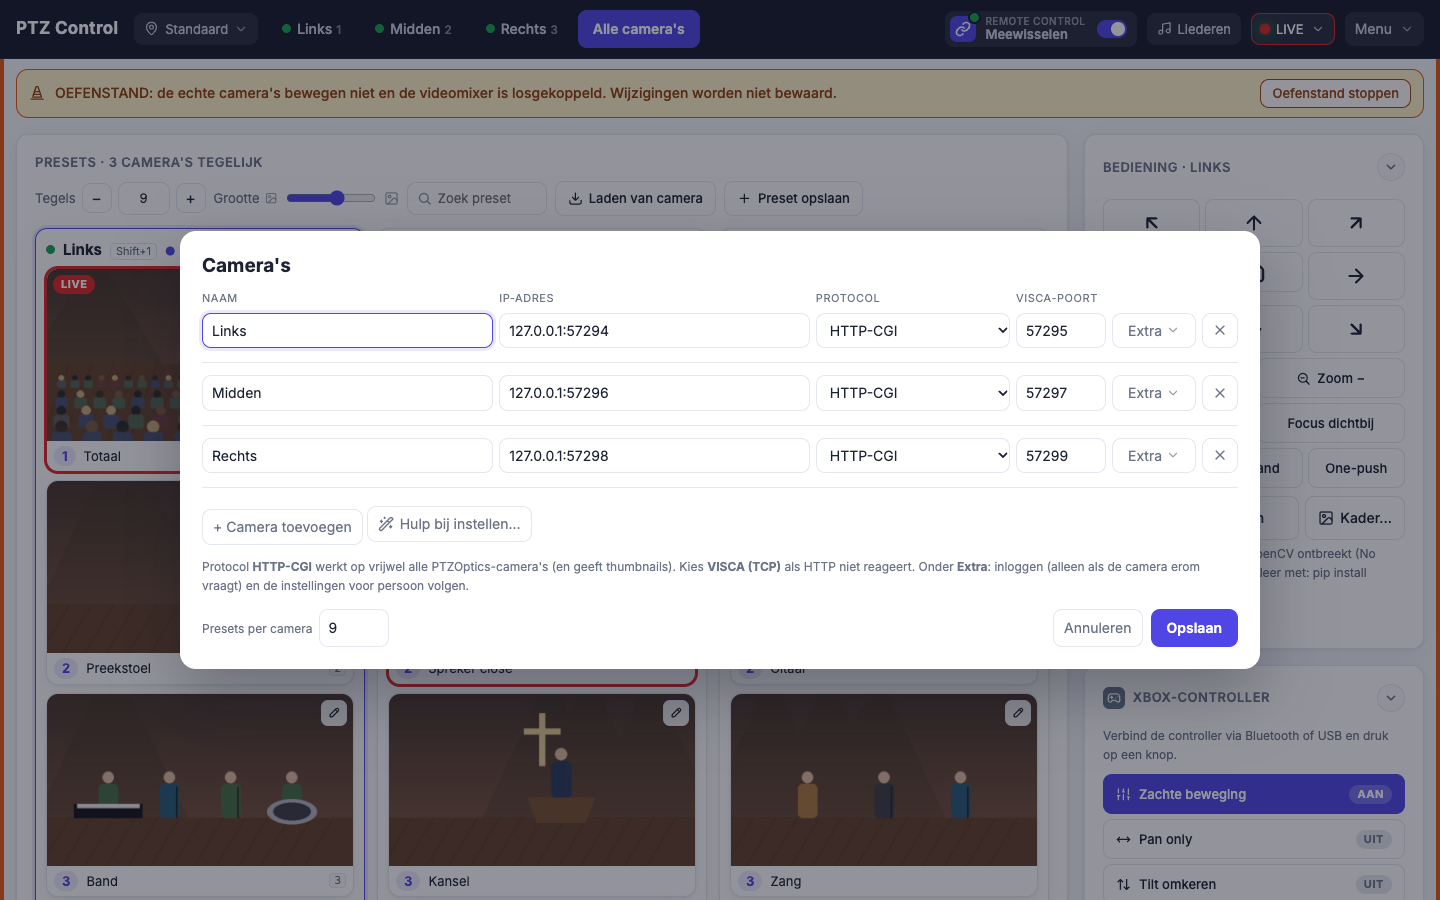 PTZ Control
Standaard
Links 1
Midden 2
Rechts 3
Alle camera's
REMOTE CONTROL
Meewisselen
Liederen
LIVE
Menu
OEFENSTAND: de echte camera's bewegen niet en de videomixer is losgekoppeld. Wijzigingen worden niet bewaard.
Oefenstand stoppen
PRESETS · 3 CAMERA'S TEGELIJK
Tegels
−
9
+
Grootte
Zoek preset
Laden van camera
+ Preset opslaan
BEDIENING · LINKS
Links
Shift+1
LIVE
1 Totaal
2 Preekstoel
2
Zoom −
Focus dichtbij
One-push
Kader...
Camera's
NAAM
IP-ADRES
PROTOCOL
VISCA-POORT
Links
127.0.0.1:57294
HTTP-CGI
57295
Extra
Midden
127.0.0.1:57296
HTTP-CGI
57297
Extra
Rechts
127.0.0.1:57298
HTTP-CGI
57299
Extra
+ Camera toevoegen
Hulp bij instellen...
Protocol HTTP-CGI werkt op vrijwel alle PTZOptics-camera's (en geeft thumbnails). Kies VISCA (TCP) als HTTP niet reageert. Onder Extra: inloggen (alleen als de camera erom
vraagt) en de instellingen voor persoon volgen.
Presets per camera
9
Annuleren
Opslaan
ontbreekt (No
met: pip install
3 Band
3
3 Kansel
3 Zang
XBOX-CONTROLLER
Verbind de controller via Bluetooth of USB en druk
op een knop.
Zachte beweging
AAN
Pan only
UIT
Tilt omkeren
UIT